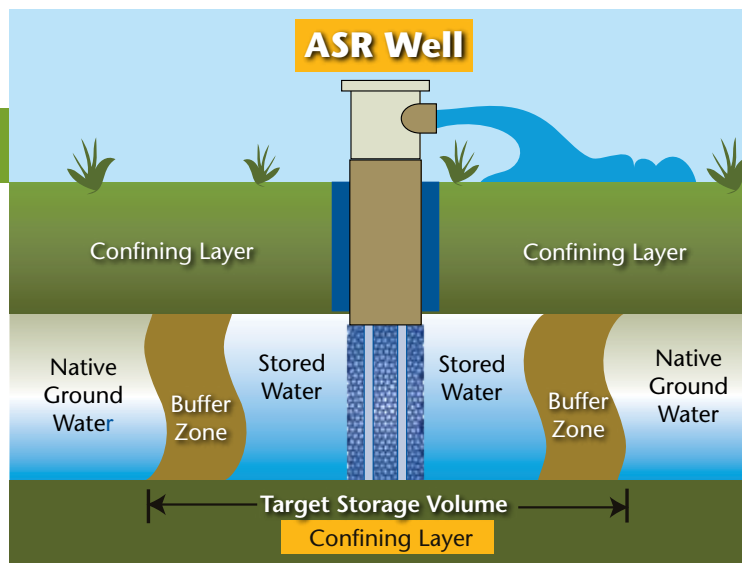 ASR Well
Confining Layer
Confining Layer
Native
Ground
Water
Buffer
Zone
Stored
Water
Stored
Water
Buffer
Zone
Native
Ground
Water
Target Storage Volume
Confining Layer